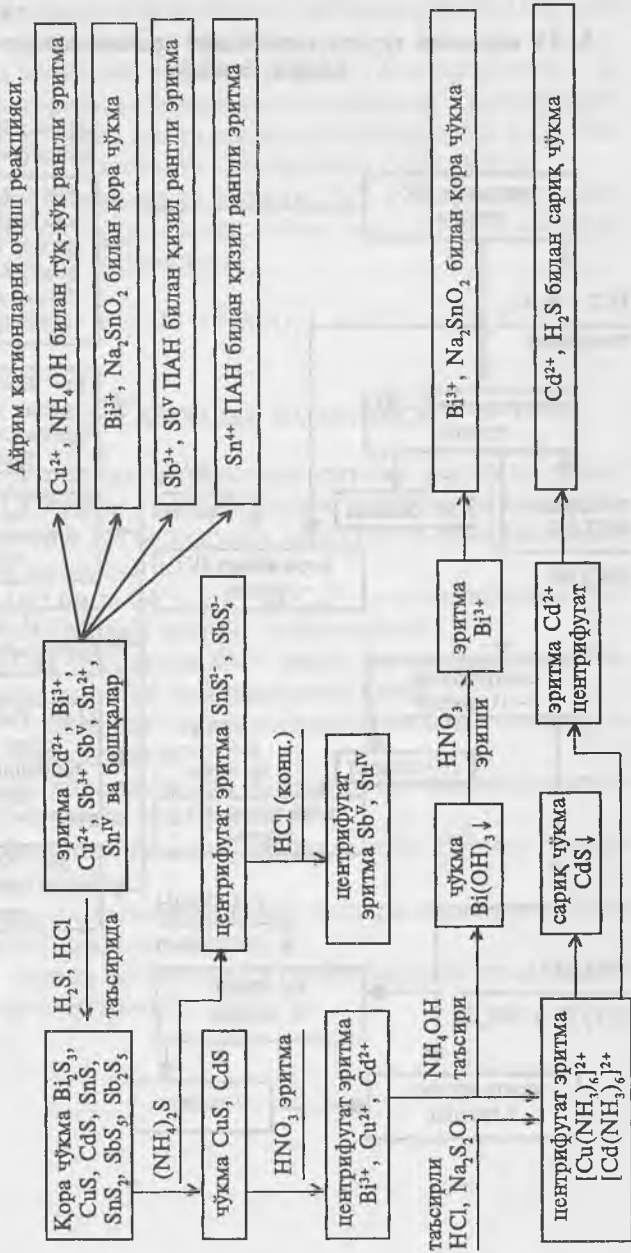 Айрим катионларни очиш реакцияси
Cu²⁺, NH₄OH билан тўқ-кўк рангли эритма
Bi³⁺, Na₂SnO₂ билан қора чўкма
Sb³⁺, Sbⱽ ПАН билан қизил рангли эритма
Sn⁴⁺ ПАН билан қизил рангли эритма
эритма Cd²⁺, Bi³⁺,
Cu²⁺, Sb³⁺ Sbⱽ, Sn²⁺,
Snᴵⱽ ва бошқалар
H₂S, HCl
таъсирида
Қора чўкма Bi₂S₃,
CuS, CdS, SnS,
SnS₂, SbS₅, Sb₂S₅
(NH₄)₂S
центрифугат эритма SnS₃²⁻, SbS₄³⁻
HCl (конц.)
центрифугат
эритма Sbⱽ, Suᴵⱽ
чўкма CuS, CdS
HNO₃ эритма
центрифугат эритма
Bi³⁺, Cu²⁺, Cd²⁺
NH₄OH
таъсири
чўкма
Bi(OH)₃↓
HNO₃
эриши
эритма
Bi³⁺
Bi³⁺, Na₂SnO₂ билан қора чўкма
таъсирли
HCl, Na₂S₂O₃
центрифугат эритма
[Cu(NH₃)₆]²⁺
[Cd(NH₃)₆]²⁺
сариқ чўкма
CdS↓
эритма Cd²⁺
центрифугат
Cd²⁺, H₂S билан сариқ чўкма